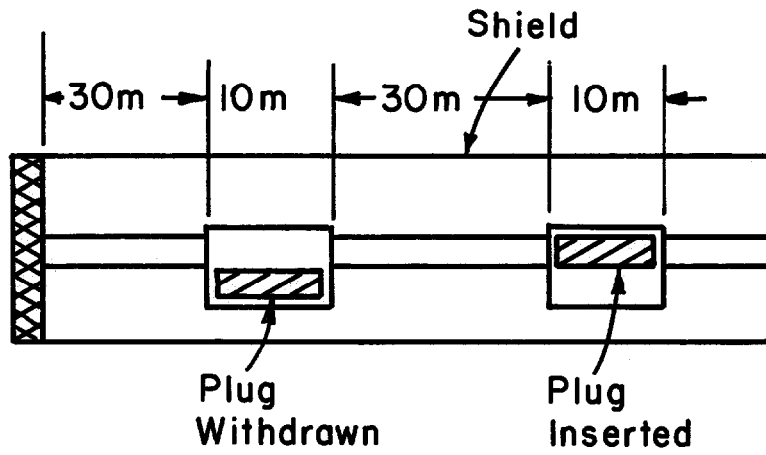 Shield
30m
10m
30m
10m
Plug
Withdrawn
Plug
Inserted